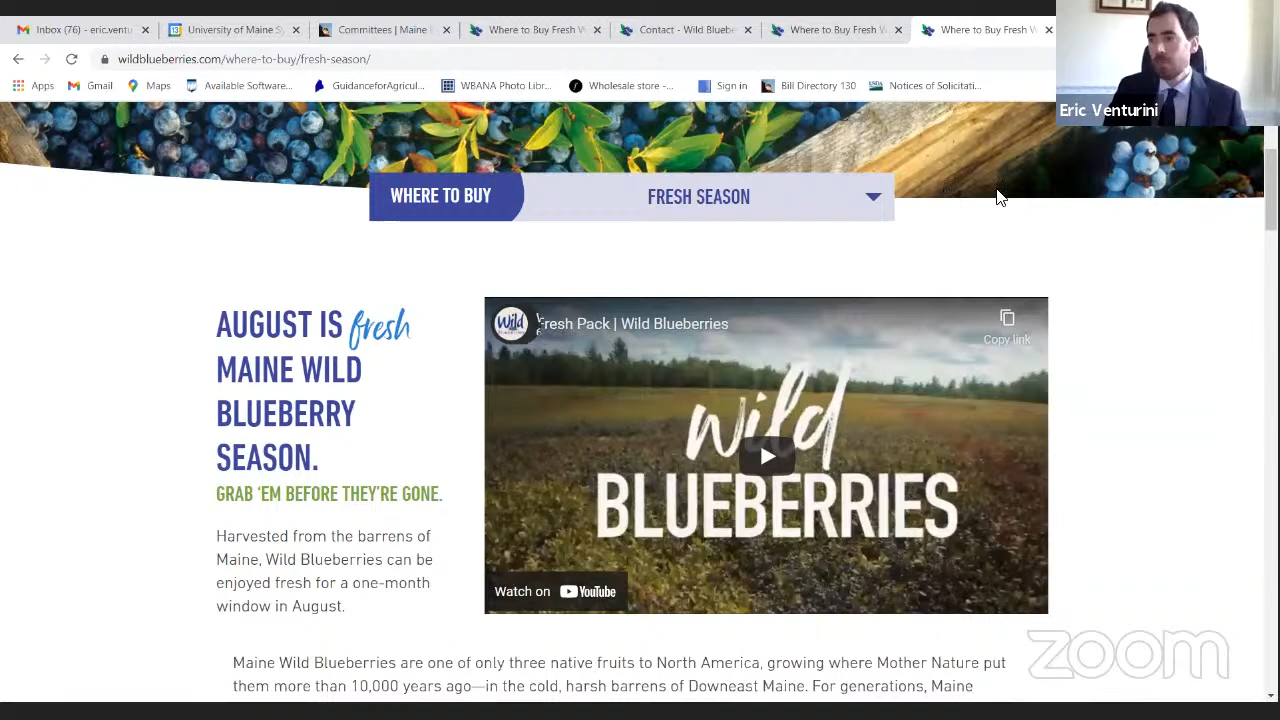 Inbox (76) - eric.ventu
University of Maine Sy
Committees | Maine
Where to Buy Fresh W
Contact - Wild Bluebe
Where to Buy Fresh W
Where to Buy Fresh W
wildblueberries.com/where-to-buy/fresh-season/
Apps
Gmail
Maps
Available Software...
GuidanceforAgricul...
WBANA Photo Libr...
Wholesale store -...
Sign in
Bill Directory 130
Notices of Solicitati...
Eric Venturini
WHERE TO BUY
FRESH SEASON
AUGUST IS fresh
MAINE WILD
BLUEBERRY
SEASON.
GRAB ‘EM BEFORE THEY’RE GONE.
Harvested from the barrens of
Maine, Wild Blueberries can be
enjoyed fresh for a one-month
window in August.
Wild
Fresh Pack | Wild Blueberries
Copy link
wild
BLUEBERRIES
Watch on YouTube
Maine Wild Blueberries are one of only three native fruits to North America, growing where Mother Nature put
them more than 10,000 years ago—in the cold, harsh barrens of Downeast Maine. For generations, Maine
zoom